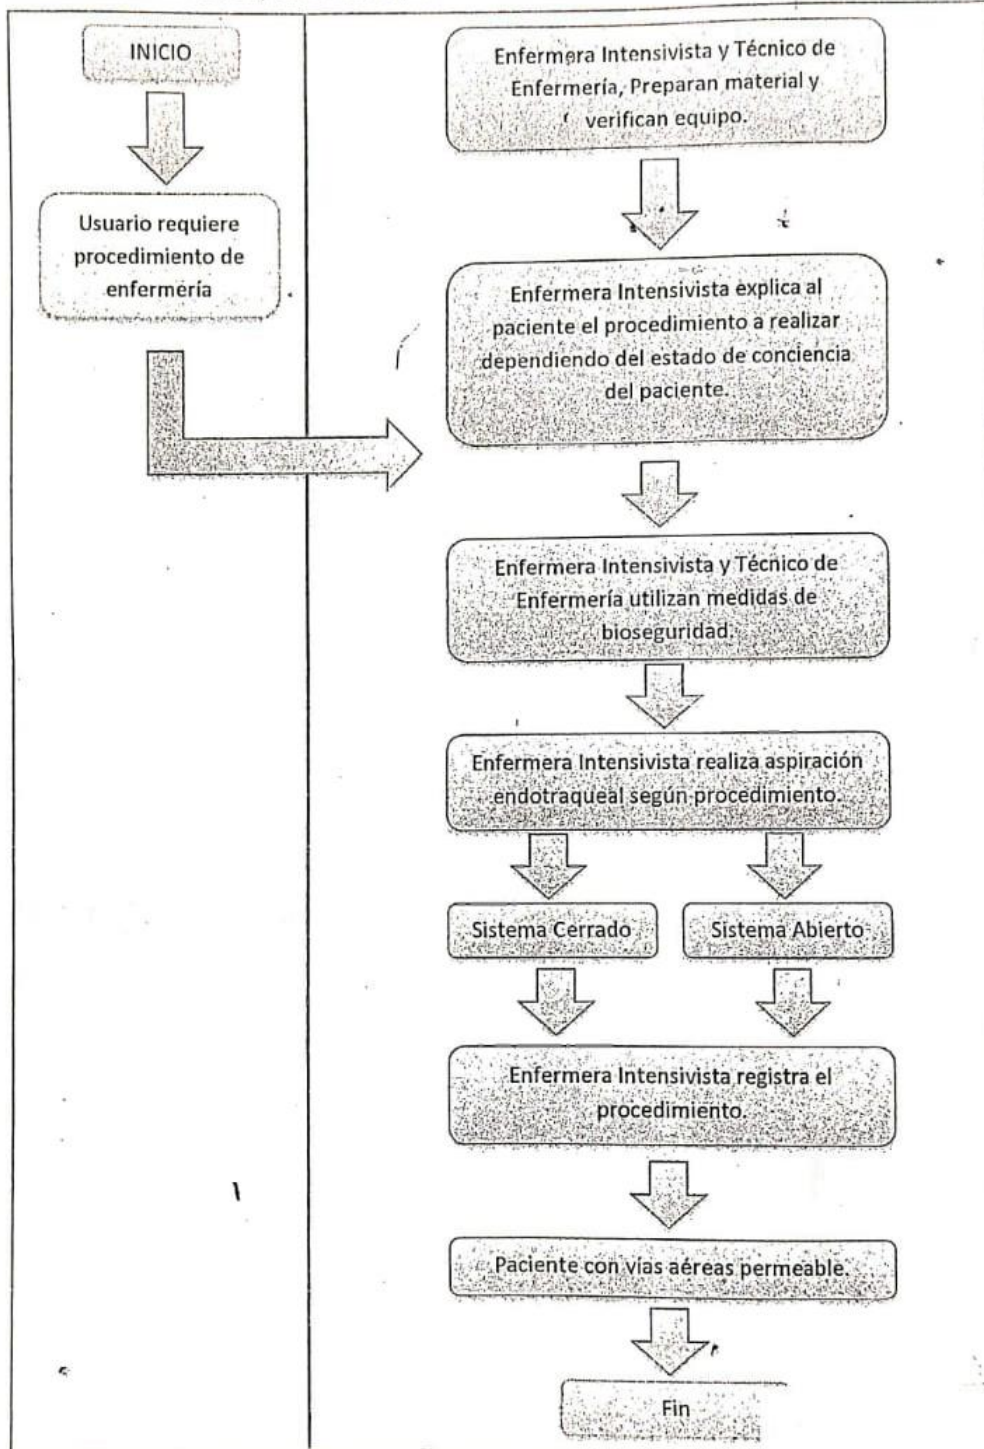 INICIO
Usuario requiere
procedimiento de
enfermería
Enfermera Intensivista y Técnico de
Enfermería, Preparan material y
verifican equipo.
Enfermera Intensivista explica al
paciente el procedimiento a realizar
dependiendo del estado de conciencia
del paciente.
Enfermera Intensivista y Técnico de
Enfermería utilizan medidas de
bioseguridad.
Enfermera Intensivista realiza aspiración
endotraqueal según procedimiento.
Sistema Cerrado
Sistema Abierto
Enfermera Intensivista registra el
procedimiento.
Paciente con vías aéreas permeable.
Fin